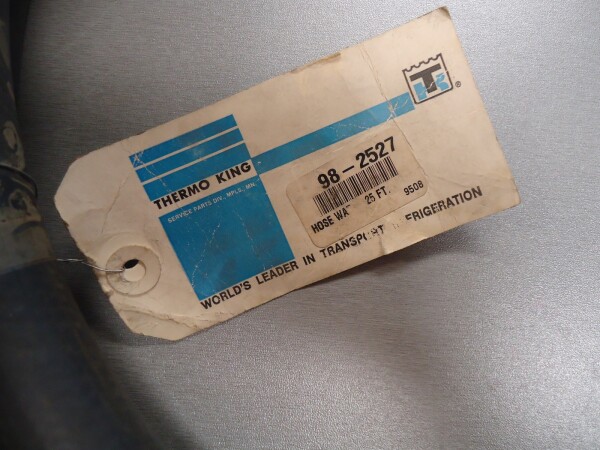 TK
®
THERMO KING
SERVICE PARTS DIV., MPLS., MN.
98-2527
HOSE WA 25 FT. 9508
WORLD'S LEADER IN TRANSPORT REFRIGERATION